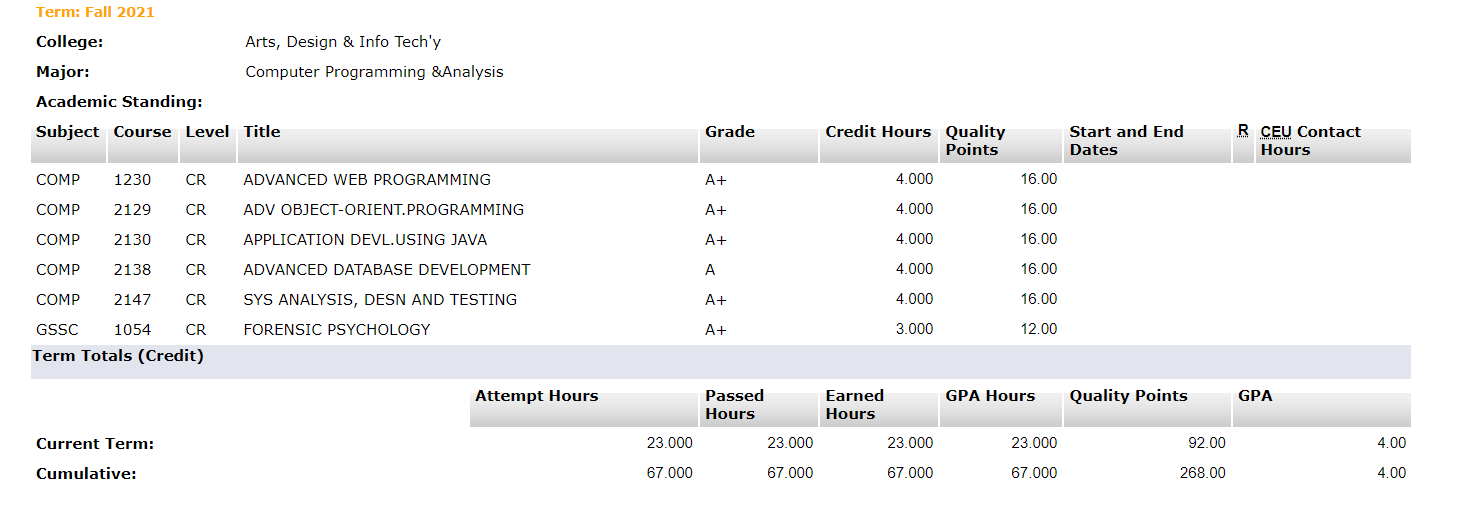 Term: Fall 2021
College: Arts, Design & Info Tech'y
Major: Computer Programming &Analysis
Academic Standing:
Subject Course Level Title Grade Credit Hours Quality Points Start and End Dates R CEU Contact Hours
COMP 1230 CR ADVANCED WEB PROGRAMMING A+ 4.000 16.00
COMP 2129 CR ADV OBJECT-ORIENT.PROGRAMMING A+ 4.000 16.00
COMP 2130 CR APPLICATION DEVL.USING JAVA A+ 4.000 16.00
COMP 2138 CR ADVANCED DATABASE DEVELOPMENT A 4.000 16.00
COMP 2147 CR SYS ANALYSIS, DESN AND TESTING A+ 4.000 16.00
GSSC 1054 CR FORENSIC PSYCHOLOGY A+ 3.000 12.00
Term Totals (Credit)
Attempt Hours Passed Hours Earned Hours GPA Hours Quality Points GPA
Current Term: 23.000 23.000 23.000 23.000 92.00 4.00
Cumulative: 67.000 67.000 67.000 67.000 268.00 4.00